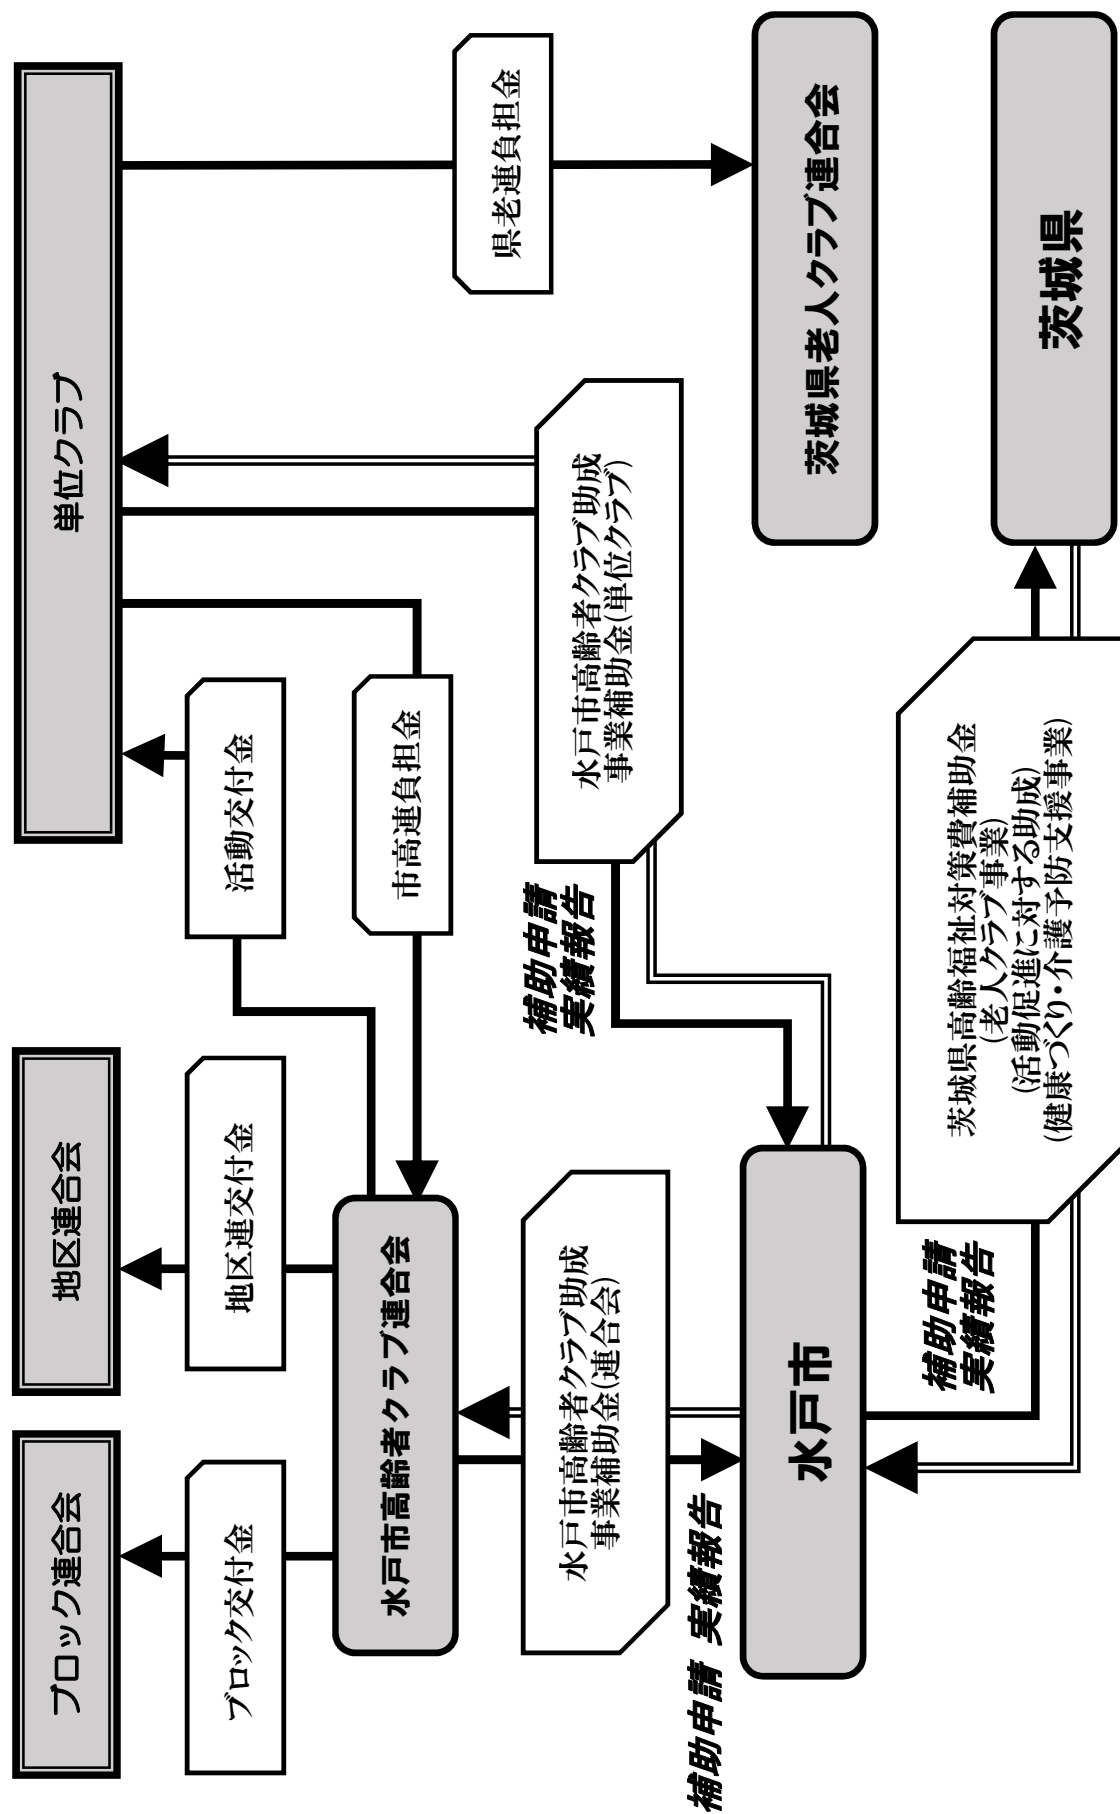 単位クラブ
地区連合会
ブロック連合会
活動交付金
地区連交付金
ブロック交付金
県老連負担金
市高連負担金
水戸市高齢者クラブ連合会
水戸市高齢者クラブ助成
事業補助金(単位クラブ)
補助申請
実績報告
水戸市高齢者クラブ助成
事業補助金(連合会)
補助申請 実績報告
茨城県老人クラブ連合会
水戸市
茨城県高齢福祉対策費補助金
(老人クラブ事業)
(活動促進に対する助成)
(健康づくり・介護予防支援事業)
補助申請
実績報告
茨城県